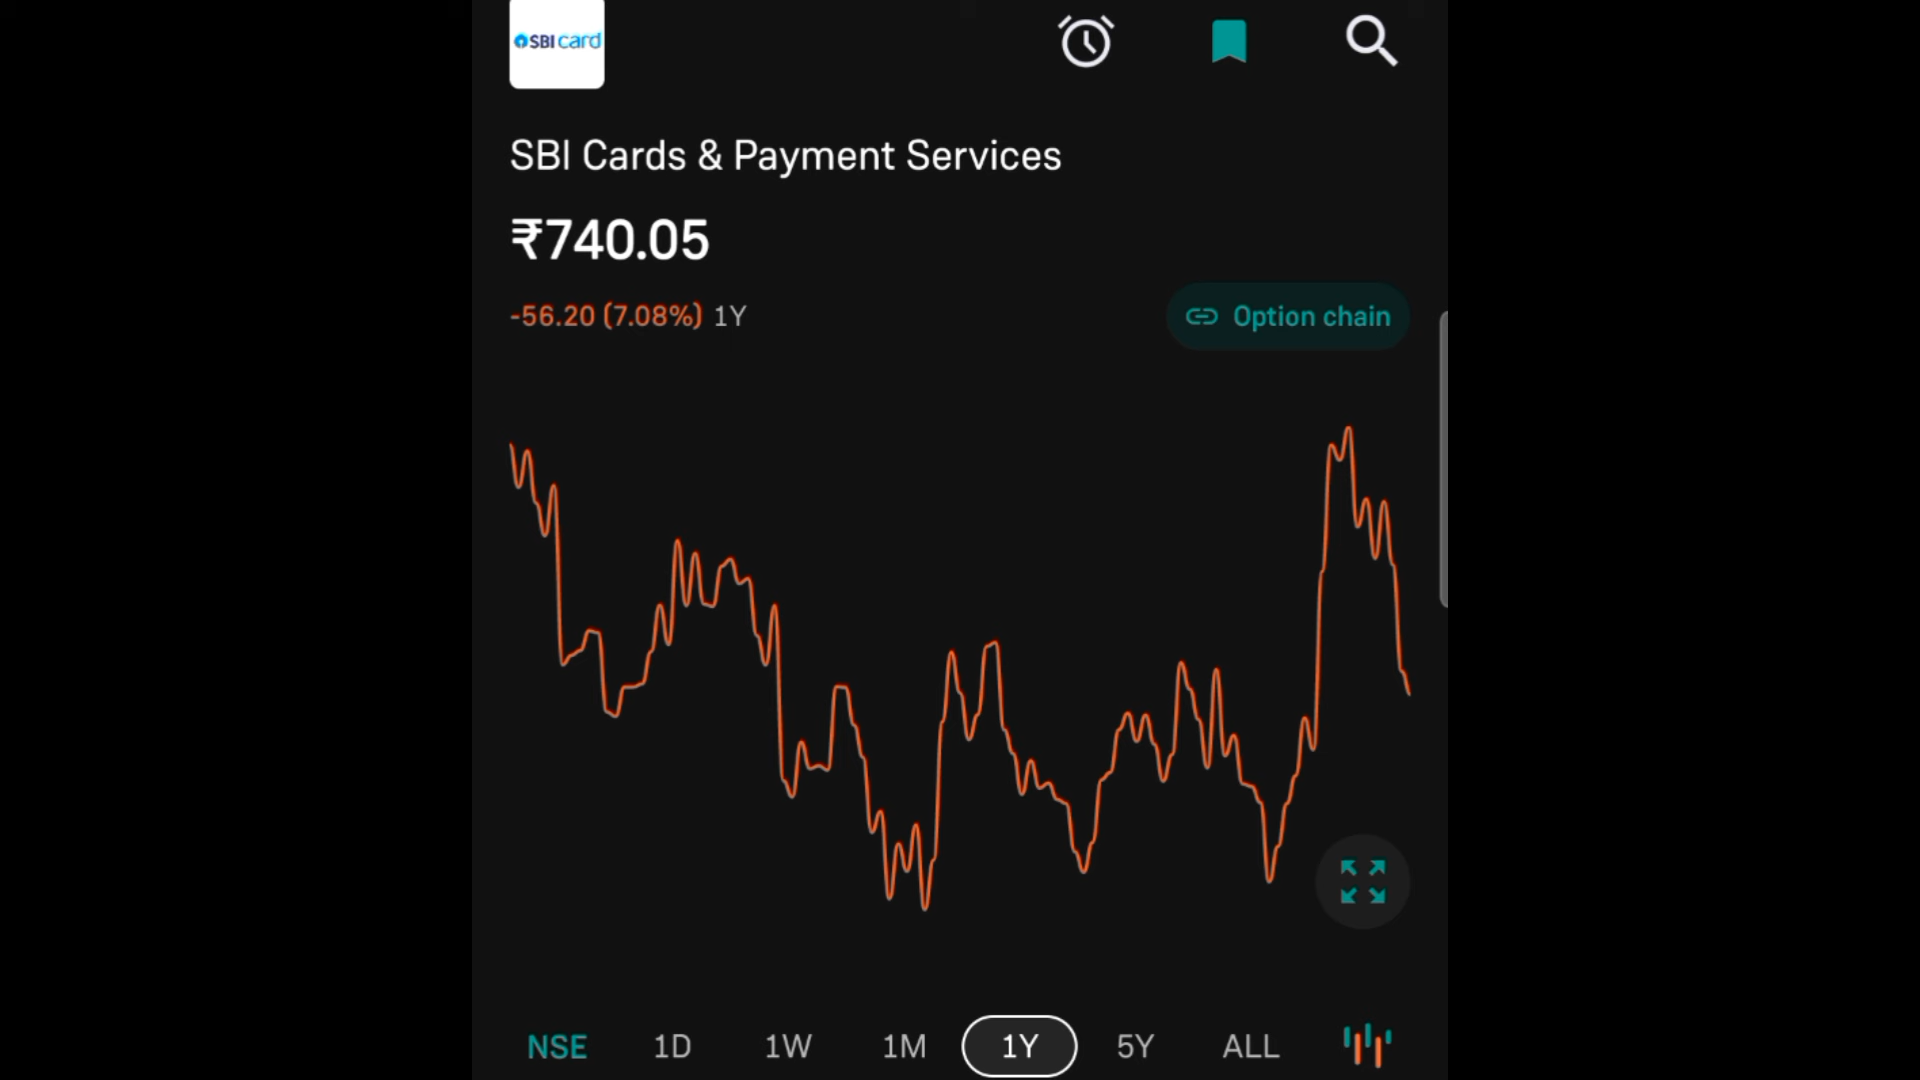 SBI card
SBI Cards & Payment Services
₹740.05
-56.20 (7.08%) 1Y
Option chain
NSE 1D 1W 1M 1Y 5Y ALL